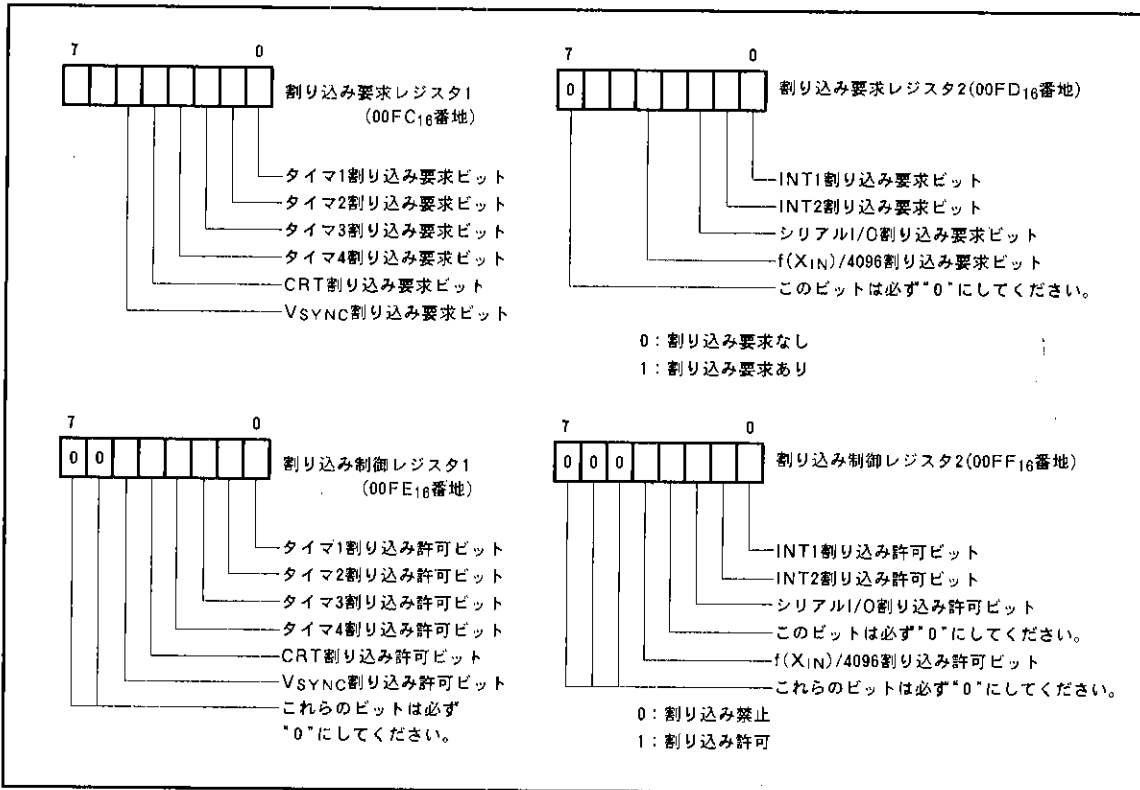 7 0
割り込み要求レジスタ1
(00FC16番地)
タイマ1割り込み要求ビット
タイマ2割り込み要求ビット
タイマ3割り込み要求ビット
タイマ4割り込み要求ビット
CRT割り込み要求ビット
VSYNC割り込み要求ビット
7 0
0 割り込み要求レジスタ2(00FD16番地)
INT1割り込み要求ビット
INT2割り込み要求ビット
シリアルI/O割り込み要求ビット
f(XIN)/4096割り込み要求ビット
このビットは必ず"0"にしてください。
0：割り込み要求なし
1：割り込み要求あり
7 0
0 0 割り込み制御レジスタ1
(00FE16番地)
タイマ1割り込み許可ビット
タイマ2割り込み許可ビット
タイマ3割り込み許可ビット
タイマ4割り込み許可ビット
CRT割り込み許可ビット
VSYNC割り込み許可ビット
これらのビットは必ず
"0"にしてください。
7 0
0 0 0 割り込み制御レジスタ2(00FF16番地)
INT1割り込み許可ビット
INT2割り込み許可ビット
シリアルI/O割り込み許可ビット
このビットは必ず"0"にしてください。
f(XIN)/4096割り込み許可ビット
これらのビットは必ず"0"にしてください。
0：割り込み禁止
1：割り込み許可